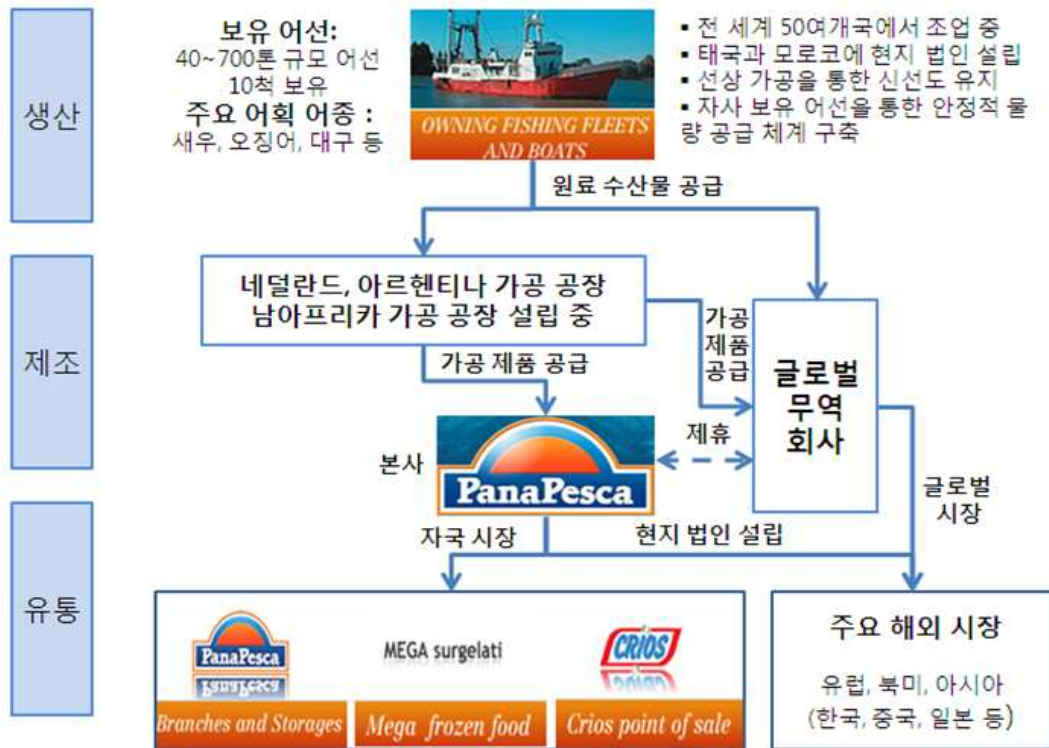 생산
보유 어선:
40~700톤 규모 어선
10척 보유
주요 어획 어종 :
새우, 오징어, 대구 등
OWNING FISHING FLEETS
AND BOATS
▪ 전 세계 50여개국에서 조업 중
▪ 태국과 모로코에 현지 법인 설립
▪ 선상 가공을 통한 신선도 유지
▪ 자사 보유 어선을 통한 안정적 물
량 공급 체계 구축
원료 수산물 공급
제조
네덜란드, 아르헨티나 가공 공장
남아프리카 가공 공장 설립 중
가공
제품
공급
가공 제품 공급
글로벌
무역
회사
본사
PanaPesca
제휴
글로벌
시장
자국 시장
현지 법인 설립
유통
PanaPesca
Branches and Storages
MEGA surgelati
Mega frozen food
CRIOS
Crios point of sale
주요 해외 시장
유럽, 북미, 아시아
(한국, 중국, 일본 등)